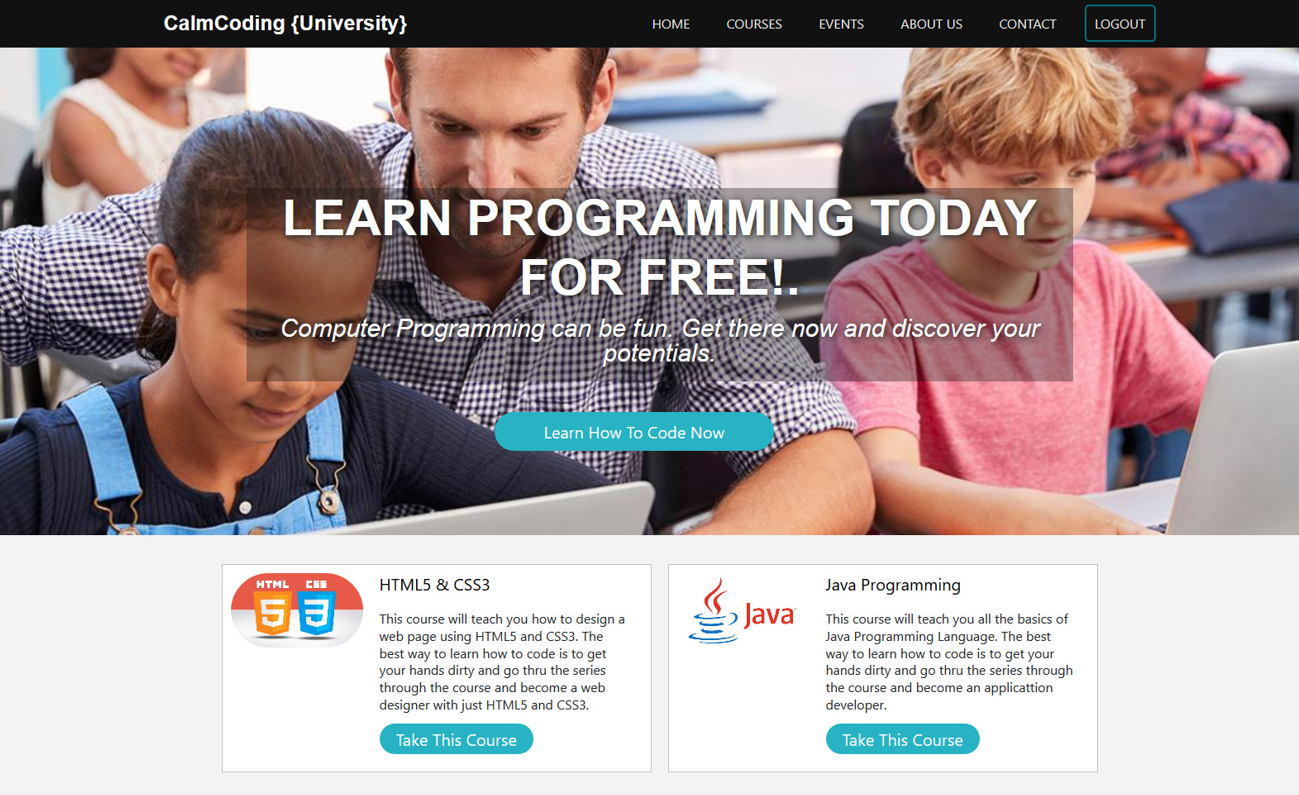 CalmCoding {University}
HOME COURSES EVENTS ABOUT US CONTACT LOGOUT
LEARN PROGRAMMING TODAY
FOR FREE!.
Computer Programming can be fun. Get there now and discover your
potentials.
Learn How To Code Now
HTML CSS
5 3
HTML5 & CSS3
This course will teach you how to design a
web page using HTML5 and CSS3. The
best way to learn how to code is to get
your hands dirty and go thru the series
through the course and become a web
designer with just HTML5 and CSS3.
Take This Course
Java
Java Programming
This course will teach you all the basics of
Java Programming Language. The best
way to learn how to code is to get your
hands dirty and go thru the series through
the course and become an applicattion
developer.
Take This Course